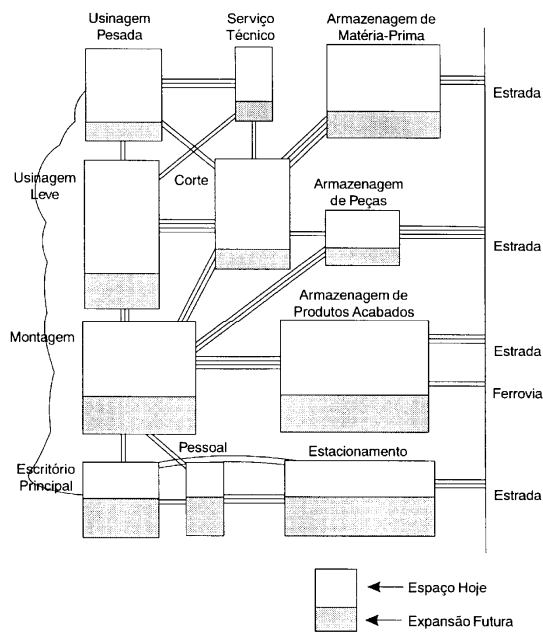 Usinagem
Pesada
Serviço
Técnico
Armazenagem de
Matéria-Prima
Estrada
Usinagem
Leve
Corte
Armazenagem
de Peças
Estrada
Armazenagem de
Produtos Acabados
Montagem
Estrada
Ferrovia
Pessoal
Estacionamento
Escritório
Principal
Estrada
Espaço Hoje
Expansão Futura